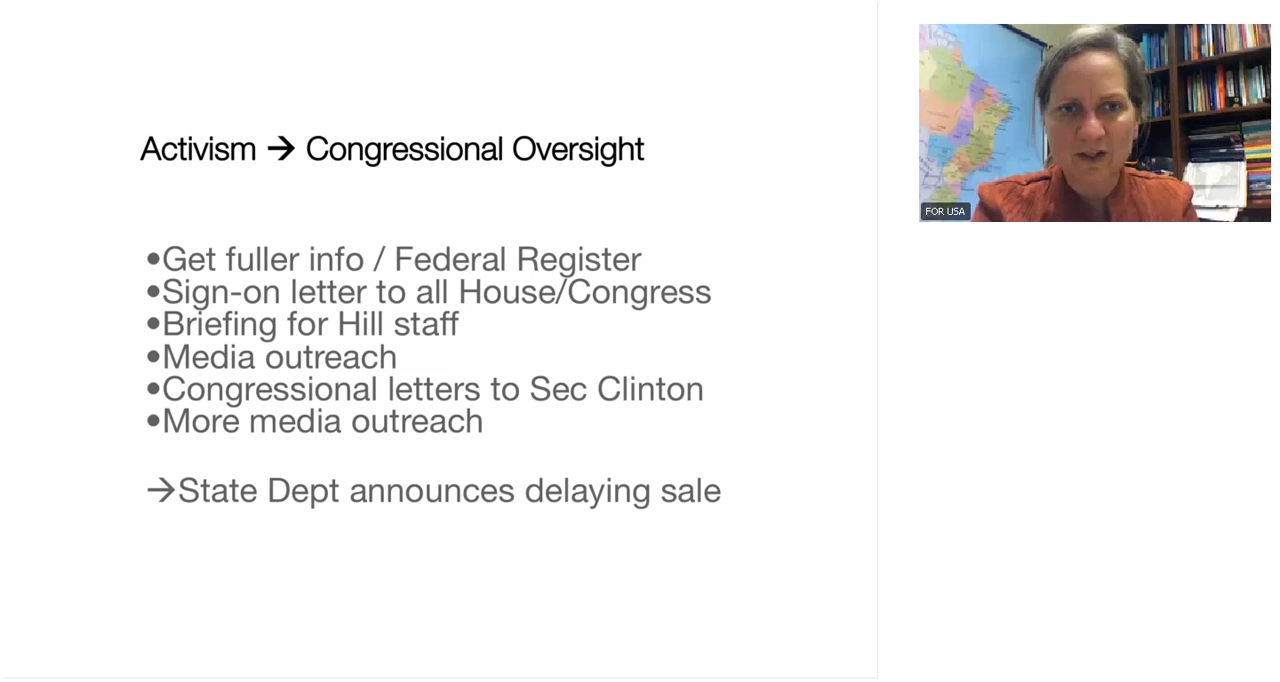 Activism → Congressional Oversight
•Get fuller info / Federal Register
•Sign-on letter to all House/Congress
•Briefing for Hill staff
•Media outreach
•Congressional letters to Sec Clinton
•More media outreach
→State Dept announces delaying sale
FOR USA